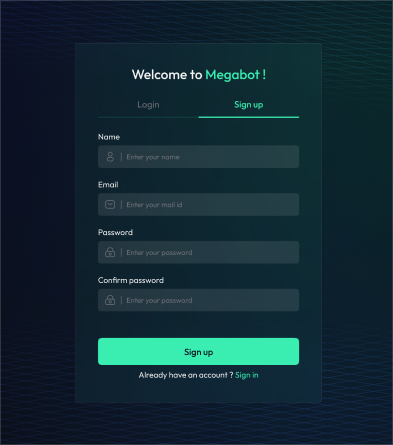 Welcome to Megabot !
Login
Sign up
Name
Enter your name
Email
Enter your mail id
Password
Enter your password
Confirm password
Enter your password
Sign up
Already have an account ? Sign in